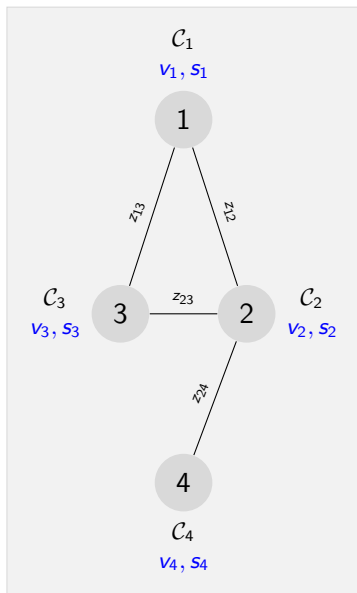 𝒞₁
v₁, s₁
1
z₁₃
z₁₂
𝒞₃
v₃, s₃
3
z₂₃
2
𝒞₂
v₂, s₂
z₂₄
4
𝒞₄
v₄, s₄